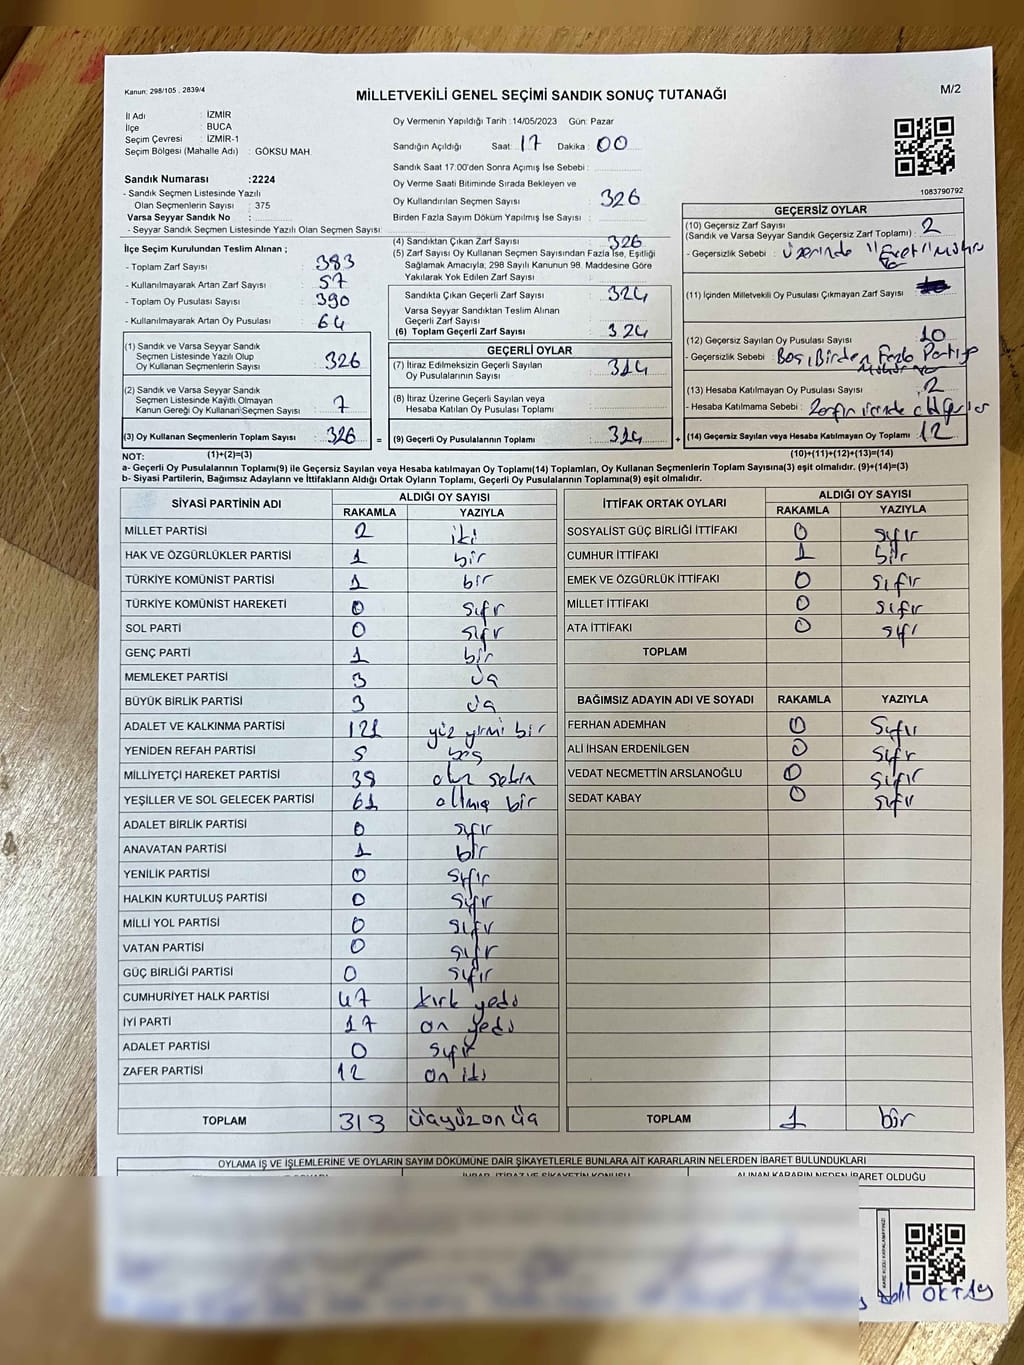 Kanun: 298/105 , 2839/4
MİLLETVEKİLİ GENEL SEÇİMİ SANDIK SONUÇ TUTANAĞI
M/2
İl Adı : İZMİR
İlçe : BUCA
Seçim Çevresi : İZMİR-1
Seçim Bölgesi (Mahalle Adı) : GÖKSU MAH.
Oy Vermenin Yapıldığı Tarih :14/05/2023 Gün: Pazar
Sandığın Açıldığı Saat: 17 Dakika: 00
Sandık Saat 17:00'den Sonra Açımış İse Sebebi :
Oy Verme Saati Bitiminde Sırada Bekleyen ve
Oy Kullandırılan Seçmen Sayısı : 326
Birden Fazla Sayım Döküm Yapılmış İse Sayısı :
1083790792
Sandık Numarası :2224
- Sandık Seçmen Listesinde Yazılı
Olan Seçmenlerin Sayısı : 375
Varsa Seyyar Sandık No :
- Seyyar Sandık Seçmen Listesinde Yazılı Olan Seçmen Sayısı:
İlçe Seçim Kurulundan Teslim Alınan ;
- Toplam Zarf Sayısı : 383
- Kullanılmayarak Artan Zarf Sayısı : 57
- Toplam Oy Pusulası Sayısı : 390
- Kullanılmayarak Artan Oy Pusulası : 64
(1) Sandık ve Varsa Seyyar Sandık
Seçmen Listesinde Yazılı Olup
Oy Kullanan Seçmenlerin Sayısı : 326
(2) Sandık ve Varsa Seyyar Sandık
Seçmen Listesinde Kayıtlı Olmayan
Kanun Gereği Oy Kullanan Seçmen Sayısı : 7
(3) Oy Kullanan Seçmenlerin Toplam Sayısı : 326 =
(4) Sandıktan Çıkan Zarf Sayısı : 326
(5) Zarf Sayısı Oy Kullanan Seçmen Sayısından Fazla İse, Eşitliği
Sağlamak Amacıyla; 298 Sayılı Kanunun 98. Maddesine Göre
Yakılarak Yok Edilen Zarf Sayısı :
Sandıkta Çıkan Geçerli Zarf Sayısı : 324
Varsa Seyyar Sandıktan Teslim Alınan
Geçerli Zarf Sayısı :
(6) Toplam Geçerli Zarf Sayısı : 324
GEÇERLİ OYLAR
(7) İtiraz Edilmeksizin Geçerli Sayılan
Oy Pusulalarının Sayısı : 314
(8) İtiraz Üzerine Geçerli Sayılan veya
Hesaba Katılan Oy Pusulası Toplamı :
(9) Geçerli Oy Pusulalarının Toplamı : 314 +
GEÇERSİZ OYLAR
(10) Geçersiz Zarf Sayısı : 2
(Sandık ve Varsa Seyyar Sandık Geçersiz Zarf Toplamı) :
- Geçersizlik Sebebi : üzerinde "Evet" Mührü
(11) İçinden Milletvekili Oy Pusulası Çıkmayan Zarf Sayısı :
(12) Geçersiz Sayılan Oy Pusulası Sayısı : 10
- Geçersizlik Sebebi : Boş, Birden Fazla Partiye
(13) Hesaba Katılmayan Oy Pusulası Sayısı : 2
- Hesaba Katılmama Sebebi : Zarfın içinde
(14) Geçersiz Sayılan veya Hesaba Katılmayan Oy Toplamı : 12
NOT: (1)+(2)=(3) (10)+(11)+(12)+(13)=(14)
a- Geçerli Oy Pusulalarının Toplamı(9) ile Geçersiz Sayılan veya Hesaba katılmayan Oy Toplamı(14) Toplamları, Oy Kullanan Seçmenlerin Toplam Sayısına(3) eşit olmalıdır. (9)+(14)=(3)
b- Siyasi Partilerin, Bağımsız Adayların ve İttifakların Aldığı Ortak Oyların Toplamı, Geçerli Oy Pusulalarının Toplamına(9) eşit olmalıdır.
SİYASİ PARTİNİN ADI ALDIĞI OY SAYISI
RAKAMLA YAZIYLA
MİLLET PARTİSİ 2 iki
HAK VE ÖZGÜRLÜKLER PARTİSİ 1 bir
TÜRKİYE KOMÜNİST PARTİSİ 1 bir
TÜRKİYE KOMÜNİST HAREKETİ 0 sıfır
SOL PARTİ 0 sıfır
GENÇ PARTİ 1 bir
MEMLEKET PARTİSİ 3 üç
BÜYÜK BİRLİK PARTİSİ 3 üç
ADALET VE KALKINMA PARTİSİ 121 yüz yirmi bir
YENİDEN REFAH PARTİSİ 5 beş
MİLLİYETÇİ HAREKET PARTİSİ 38 otuz sekiz
YEŞİLLER VE SOL GELECEK PARTİSİ 61 altmış bir
ADALET BİRLİK PARTİSİ 0 sıfır
ANAVATAN PARTİSİ 1 bir
YENİLİK PARTİSİ 0 sıfır
HALKIN KURTULUŞ PARTİSİ 0 sıfır
MİLLİ YOL PARTİSİ 0 sıfır
VATAN PARTİSİ 0 sıfır
GÜÇ BİRLİĞİ PARTİSİ 0 sıfır
CUMHURİYET HALK PARTİSİ 47 kırk yedi
İYİ PARTİ 17 on yedi
ADALET PARTİSİ 0 sıfır
ZAFER PARTİSİ 12 on iki
TOPLAM 313 üçyüz on üç
İTTİFAK ORTAK OYLARI ALDIĞI OY SAYISI
RAKAMLA YAZIYLA
SOSYALİST GÜÇ BİRLİĞİ İTTİFAKI 0 sıfır
CUMHUR İTTİFAKI 1 bir
EMEK VE ÖZGÜRLÜK İTTİFAKI 0 sıfır
MİLLET İTTİFAKI 0 sıfır
ATA İTTİFAKI 0 sıfır
TOPLAM
BAĞIMSIZ ADAYIN ADI VE SOYADI RAKAMLA YAZIYLA
FERHAN ADEMHAN 0 sıfır
ALİ İHSAN ERDENİLGEN 0 sıfır
VEDAT NECMETTİN ARSLANOĞLU 0 sıfır
SEDAT KABAY 0 sıfır
TOPLAM 1 bir
OYLAMA İŞ VE İŞLEMLERİNE VE OYLARIN SAYIM DÖKÜMÜNE DAİR ŞİKAYETLERLE BUNLARA AİT KARARLARIN NELERDEN İBARET BULUNDUKLARI
İHBAR, İTİRAZ VE ŞİKAYETİN KONUSU
ALINAN KARARIN NEDEN İBARET OLDUĞU
OKTAY